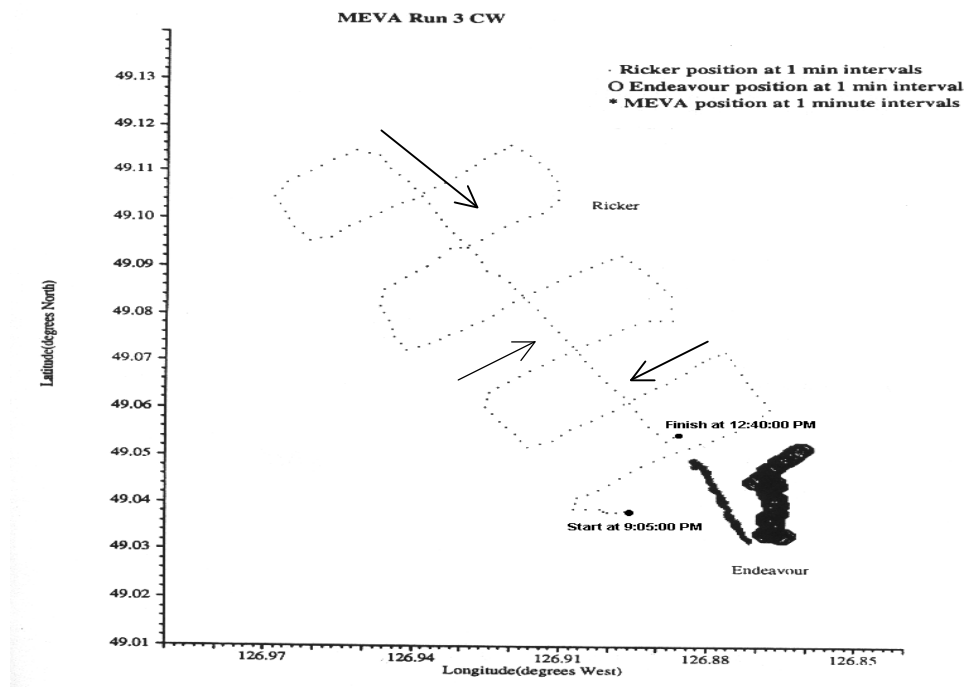 MEVA Run 3 CW
· Ricker position at 1 min intervals
O Endeavour position at 1 min interval
* MEVA position at 1 minute intervals
49.13
49.12
49.11
49.10
49.09
49.08
49.07
49.06
49.05
49.04
49.03
49.02
49.01
Latitude(degrees North)
Ricker
Finish at 12:40:00 PM
Start at 9:05:00 PM
Endeavour
126.97 126.94 126.91 126.88 126.85
Longitude(degrees West)